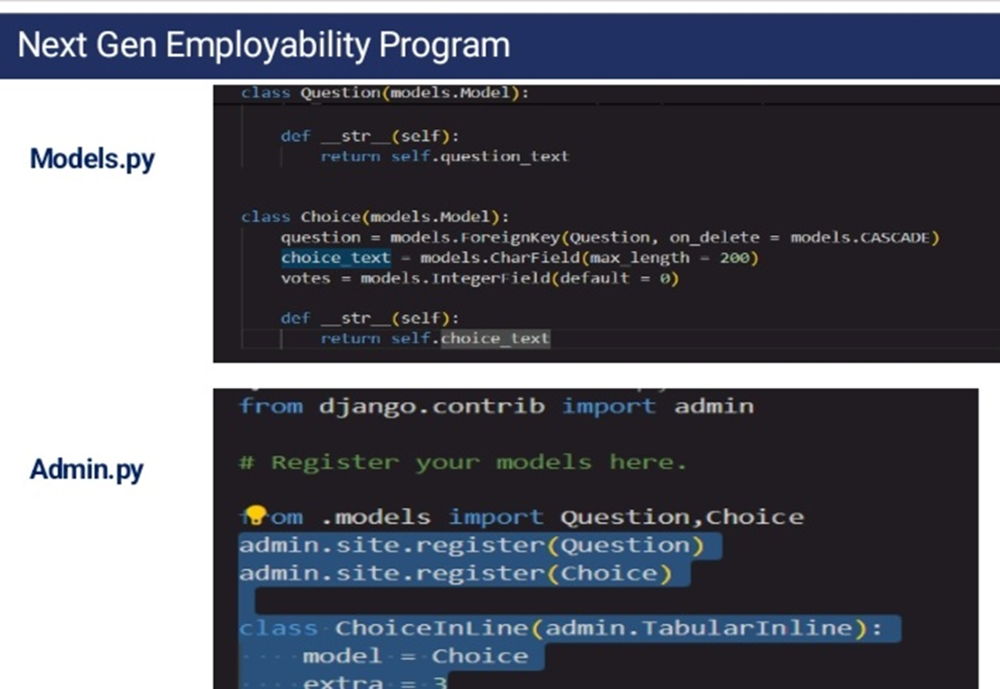 Next Gen Employability Program
Models.py
class Question(models.Model):
def __str__(self):
return self.question_text
class Choice(models.Model):
question = models.ForeignKey(Question, on_delete = models.CASCADE)
choice_text = models.CharField(max_length = 200)
votes = models.IntegerField(default = 0)
def __str__(self):
return self.choice_text
Admin.py
from django.contrib import admin
# Register your models here.
from .models import Question,Choice
admin.site.register(Question)
admin.site.register(Choice)
class ChoiceInLine(admin.TabularInline):
model = Choice
extra = 3